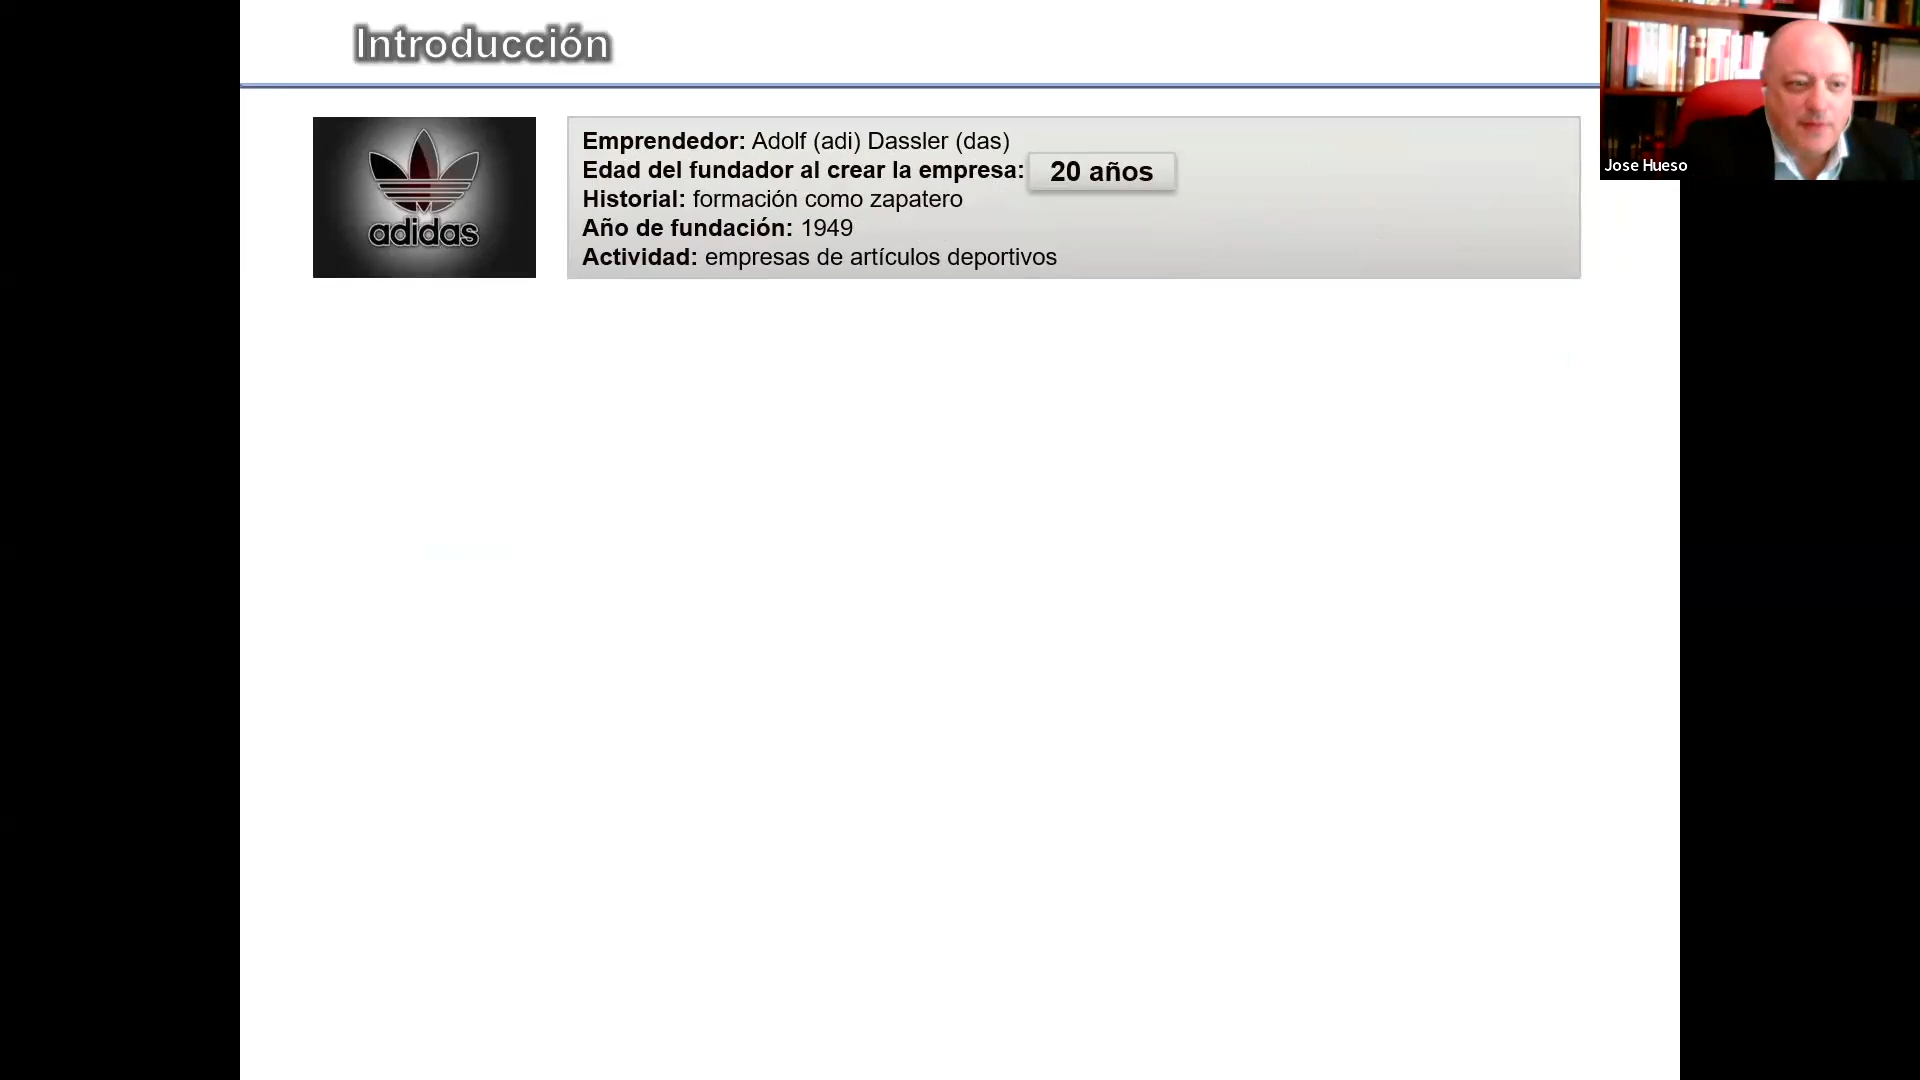 Introducción
Jose Hueso
adidas
Emprendedor: Adolf (adi) Dassler (das)
Edad del fundador al crear la empresa: 20 años
Historial: formación como zapatero
Año de fundación: 1949
Actividad: empresas de artículos deportivos